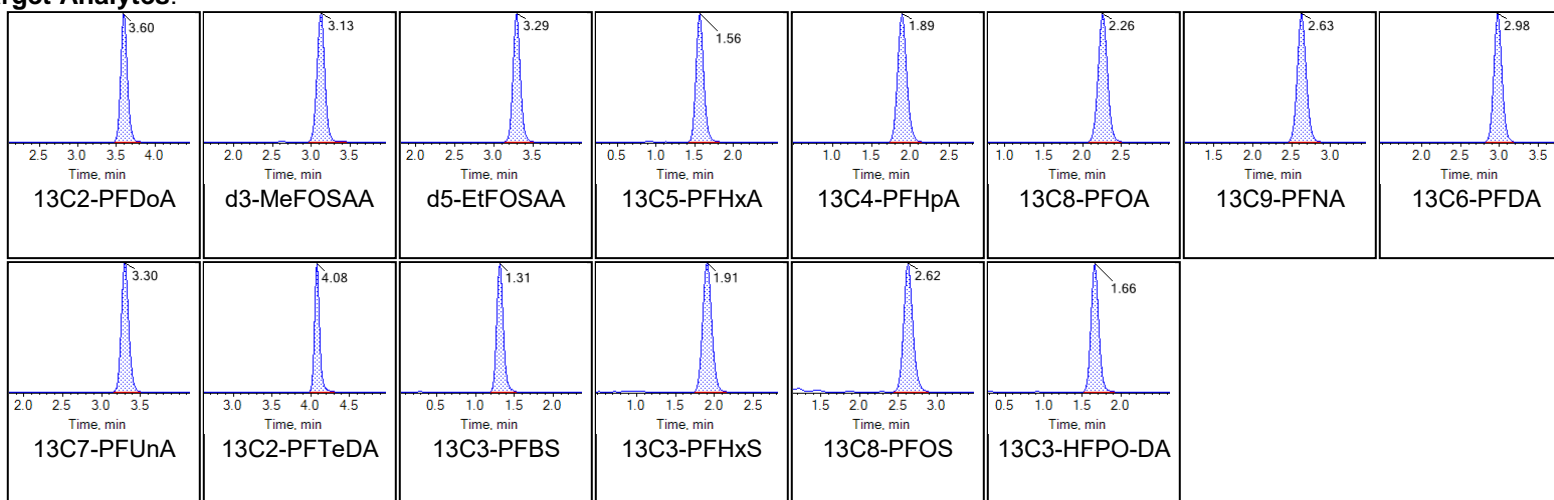 arget Analytes:
3.60
2.5 3.0 3.5 4.0
Time, min
13C2-PFDoA
3.13
2.0 2.5 3.0 3.5
Time, min
d3-MeFOSAA
3.29
2.0 2.5 3.0 3.5
Time, min
d5-EtFOSAA
1.56
0.5 1.0 1.5 2.0
Time, min
13C5-PFHxA
1.89
1.0 1.5 2.0 2.5
Time, min
13C4-PFHpA
2.26
1.0 1.5 2.0 2.5
Time, min
13C8-PFOA
2.63
1.5 2.0 2.5 3.0
Time, min
13C9-PFNA
2.98
2.0 2.5 3.0 3.5
Time, min
13C6-PFDA
3.30
2.0 2.5 3.0 3.5
Time, min
13C7-PFUnA
4.08
3.0 3.5 4.0 4.5
Time, min
13C2-PFTeDA
1.31
0.5 1.0 1.5 2.0
Time, min
13C3-PFBS
1.91
1.0 1.5 2.0 2.5
Time, min
13C3-PFHxS
2.62
1.5 2.0 2.5 3.0
Time, min
13C8-PFOS
1.66
0.5 1.0 1.5 2.0
Time, min
13C3-HFPO-DA